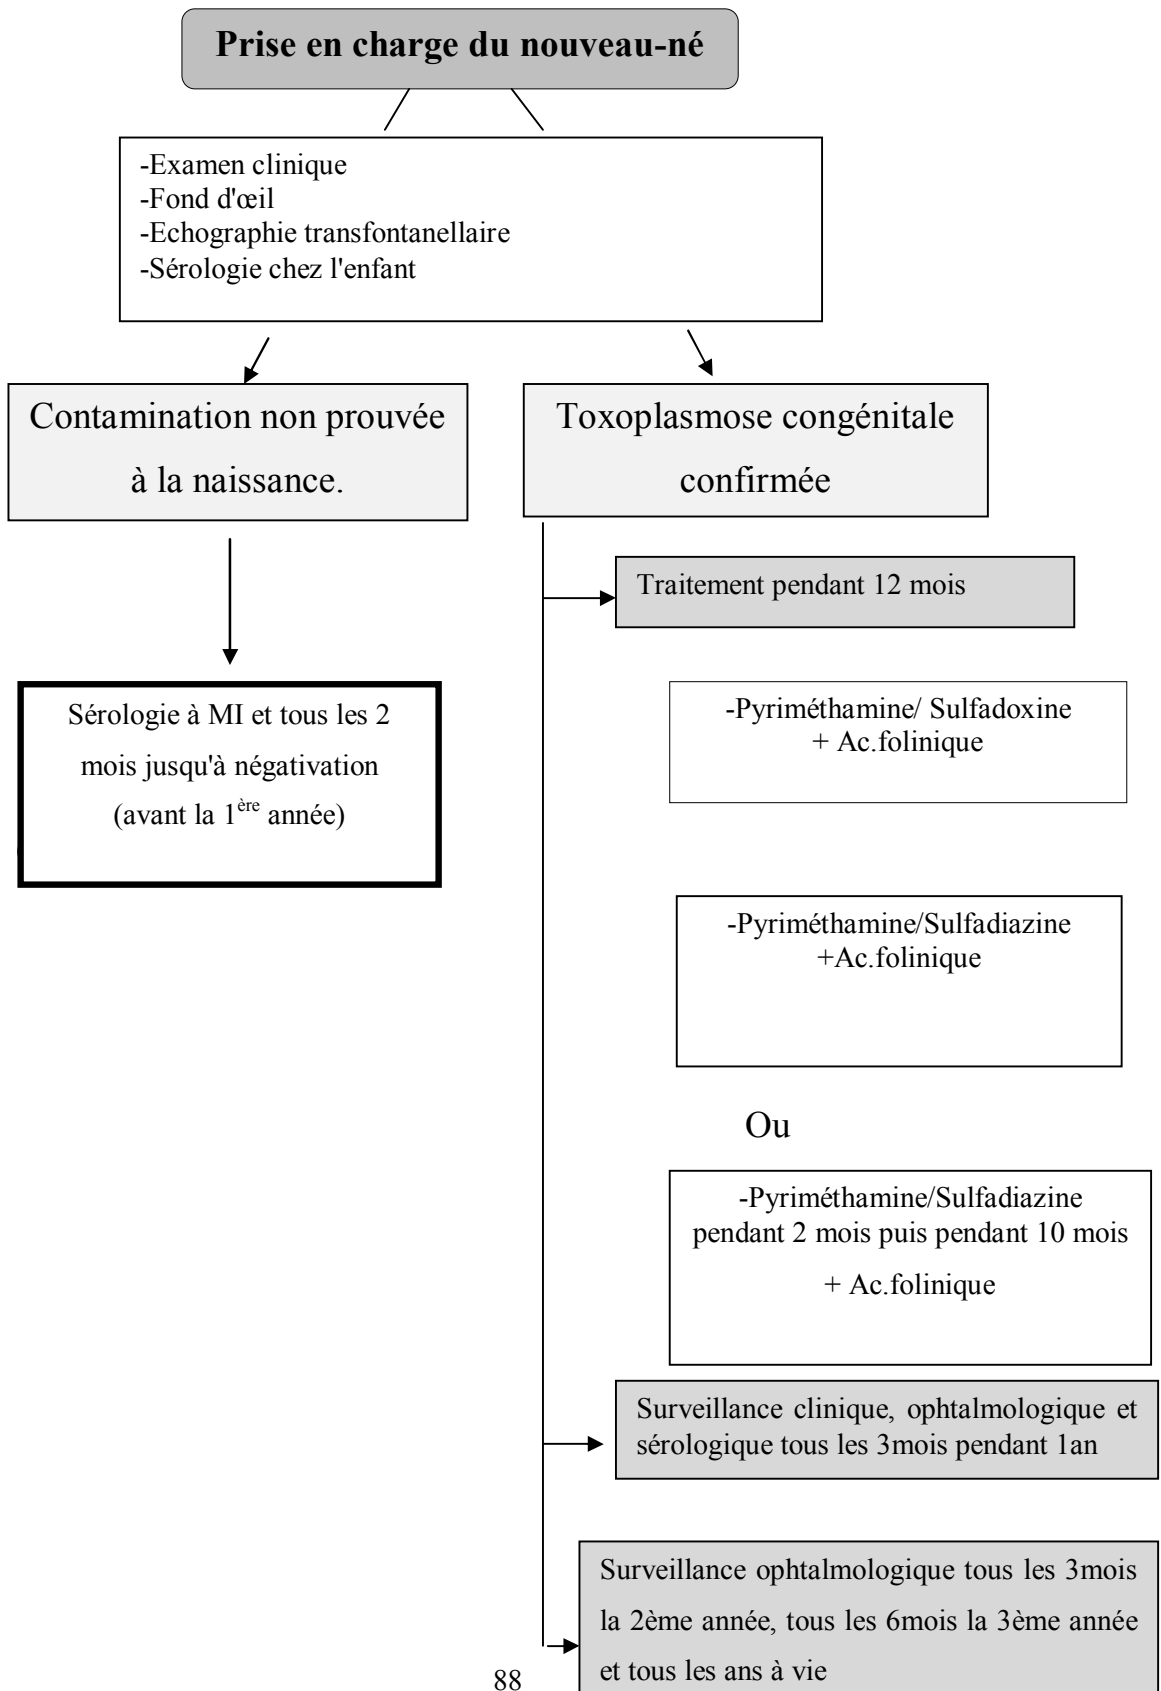 Prise en charge du nouveau-né
-Examen clinique
-Fond d'œil
-Echographie transfontanellaire
-Sérologie chez l'enfant
Contamination non prouvée
à la naissance.
Toxoplasmose congénitale
confirmée
Traitement pendant 12 mois
Sérologie à MI et tous les 2
mois jusqu'à négativation
(avant la 1ère année)
-Pyriméthamine/ Sulfadoxine
+ Ac.folinique
-Pyriméthamine/Sulfadiazine
+Ac.folinique
Ou
-Pyriméthamine/Sulfadiazine
pendant 2 mois puis pendant 10 mois
+ Ac.folinique
Surveillance clinique, ophtalmologique et
sérologique tous les 3mois pendant 1an
Surveillance ophtalmologique tous les 3mois
la 2ème année, tous les 6mois la 3ème année
et tous les ans à vie
88